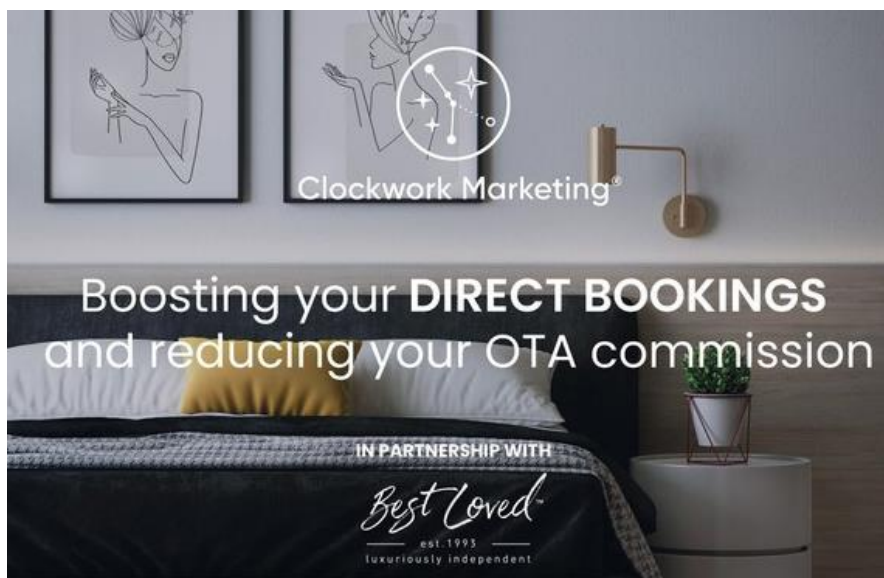 Clockwork Marketing®
Boosting your DIRECT BOOKINGS
and reducing your OTA commission
IN PARTNERSHIP WITH
Best Loved™
est.1993
luxuriously independent